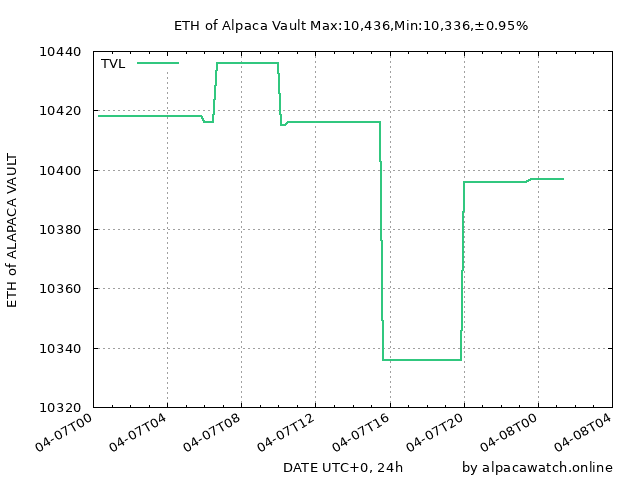 ETH of Alpaca Vault Max:10,436,Min:10,336,±0.95%
TVL
ETH of ALAPACA VAULT
10440
10420
10400
10380
10360
10340
10320
04-07T00
04-07T04
04-07T08
04-07T12
04-07T16
04-07T20
04-08T00
04-08T04
DATE UTC+0, 24h
by alpacawatch.online